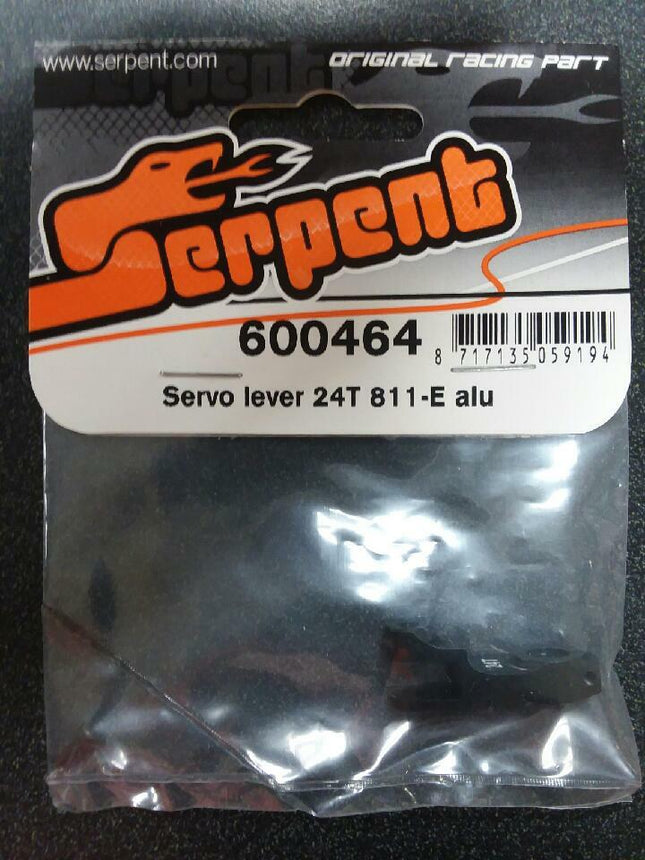 www.serpent.com
ORIGINAL RACING PART
Serpent
600464
8 717135 059194
Servo lever 24T 811-E alu